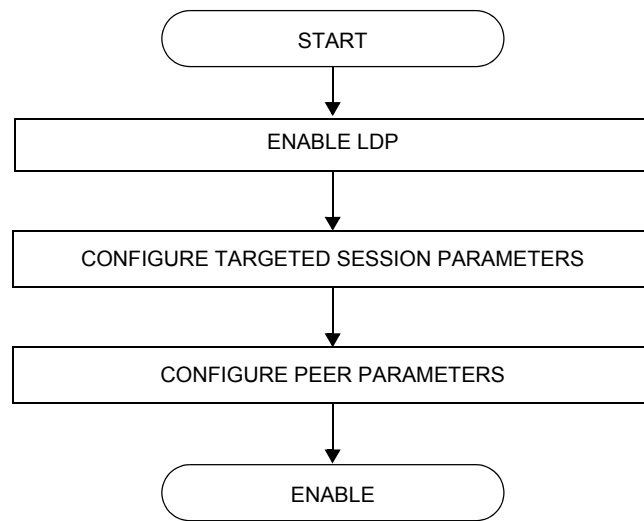 START
ENABLE LDP
CONFIGURE TARGETED SESSION PARAMETERS
CONFIGURE PEER PARAMETERS
ENABLE